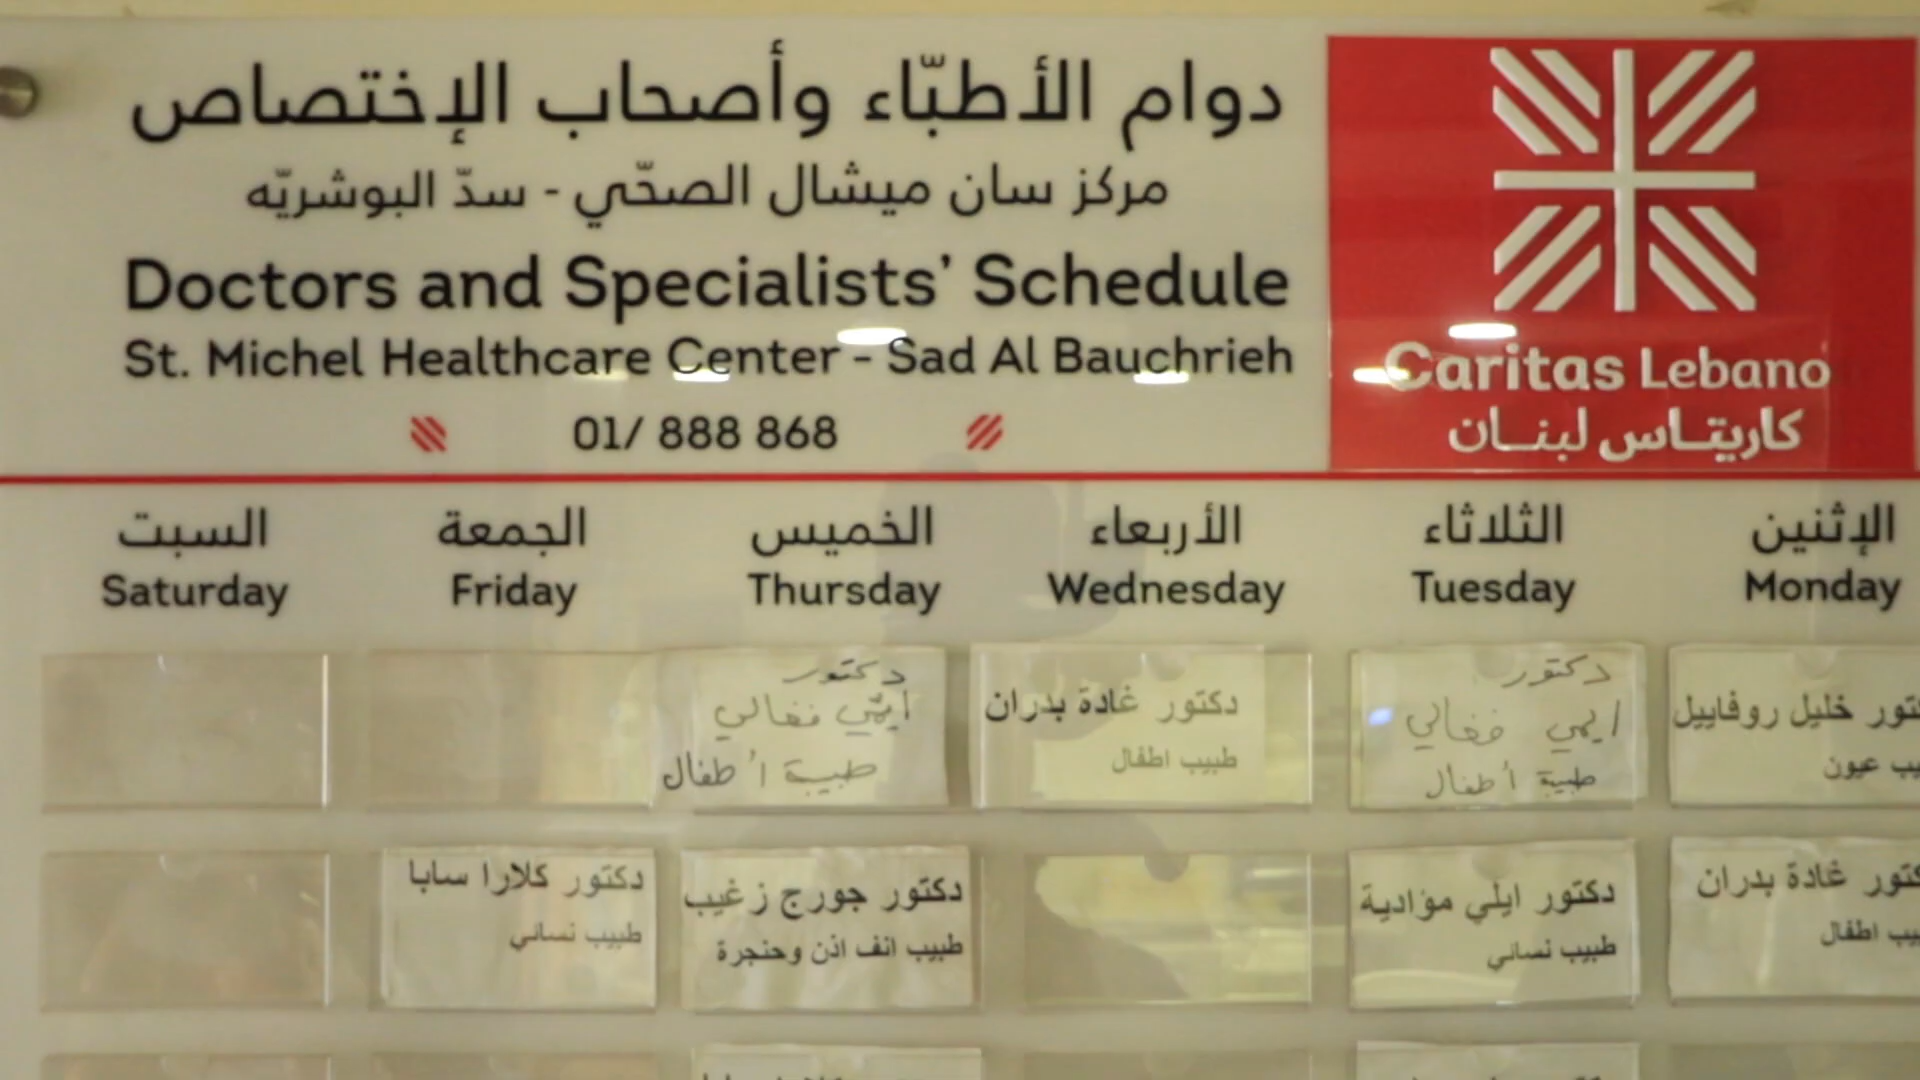 دوام الأطبّاء وأصحاب الإختصاص
مركز سان ميشال الصحّي - سدّ البوشريّه
Doctors and Specialists' Schedule
St. Michel Healthcare Center - Sad Al Bauchrieh
01/ 888 868
Caritas Lebano
كاريتاس لبنان
الإثنين
Monday
الثلاثاء
Tuesday
الأربعاء
Wednesday
الخميس
Thursday
الجمعة
Friday
السبت
Saturday
خليل روفاييل
عيون
دكتور
ايمي فغالي
طبيبة أطفال
دكتور غادة بدران
طبيب اطفال
دكتور
ايمّي فغالي
طبيبة أطفال
غادة بدران
اطفال
دكتور ايلي مؤادية
طبيب نسائي
دكتور جورج زغيب
طبيب انف اذن وحنجرة
دكتور كلارا سابا
طبيب نسائي